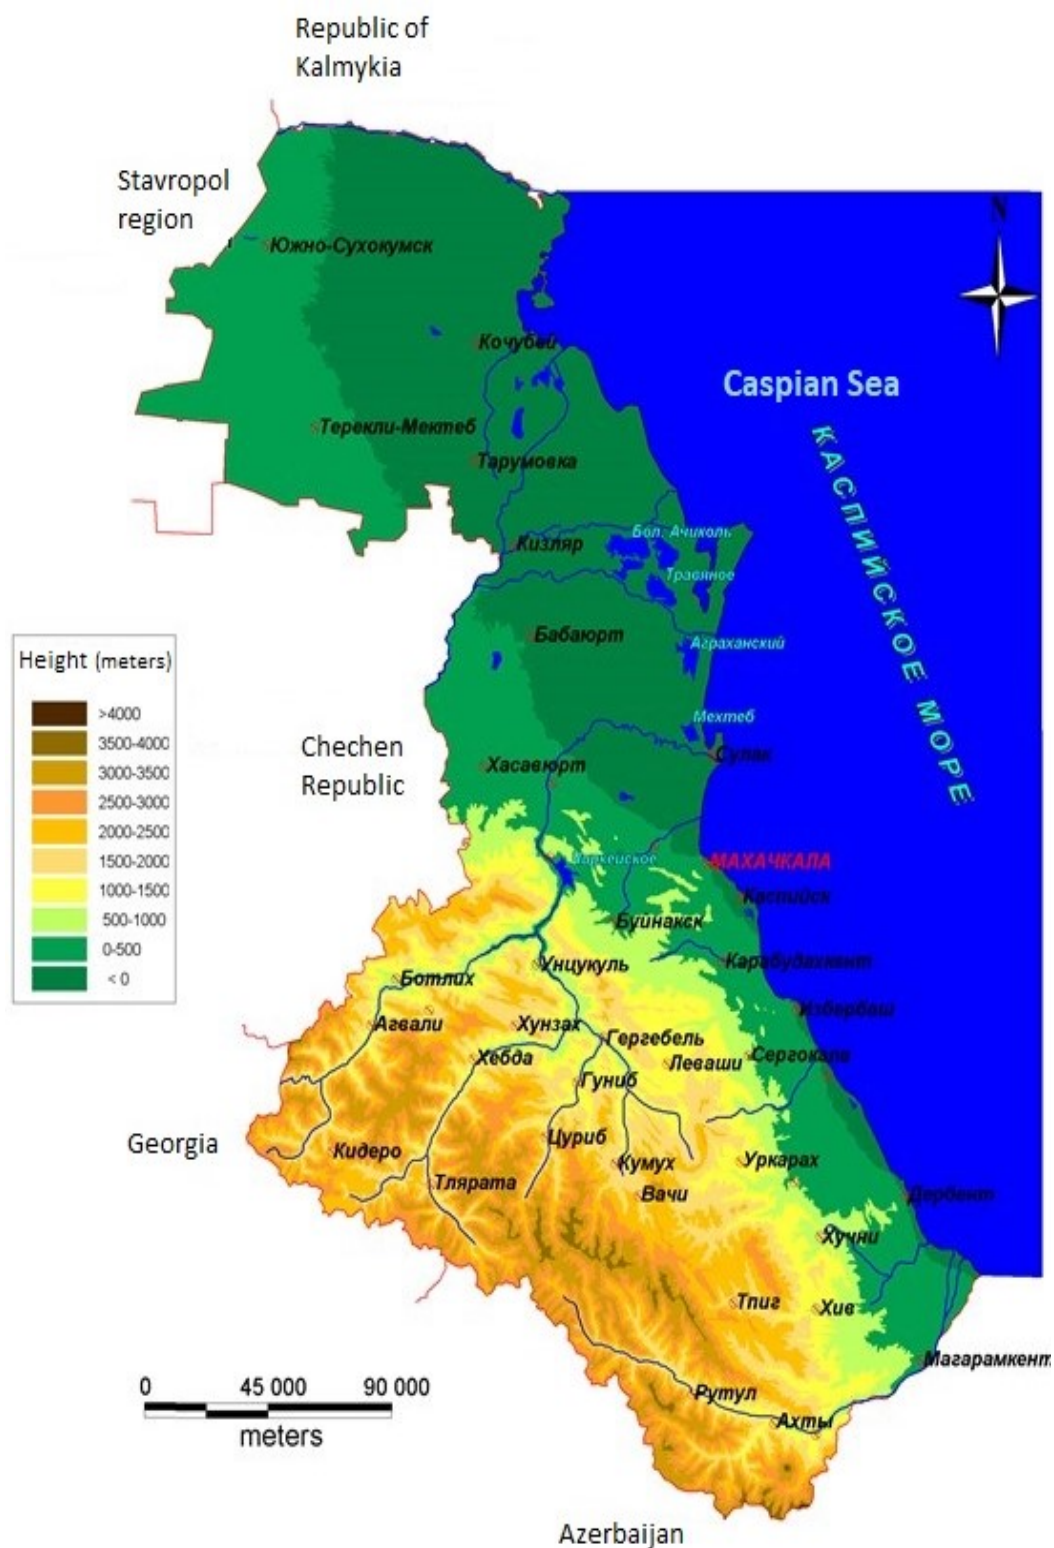 Republic of
Kalmykia
Stavropol
region
Южно-Сухокумск
N
Кочубей
Caspian Sea
КАСПИЙСКОЕ МОРЕ
Терекли-Мектеб
Тарумовка
Бол. Ачиколь
Кизляр
Травяное
Бабаюрт
Аграханский
Height (meters)
>4000
3500-4000
3000-3500
2500-3000
2000-2500
1500-2000
1000-1500
500-1000
0-500
< 0
Мехтеб
Сулак
Chechen
Republic
Хасавюрт
МАХАЧКАЛА
Каспийск
Буйнакск
Карабудахкент
Унцукуль
Ботлих
Избербаш
Агвали
Хунзах
Гергебель
Сергокала
Хебда
Леваши
Гуниб
Georgia
Цуриб
Кидеро
Кумух
Уркарах
Тлярата
Вачи
Дербент
Хучни
Тпиг
Хив
Магарамкент
0 45 000 90 000
meters
Рутул
Ахты
Azerbaijan